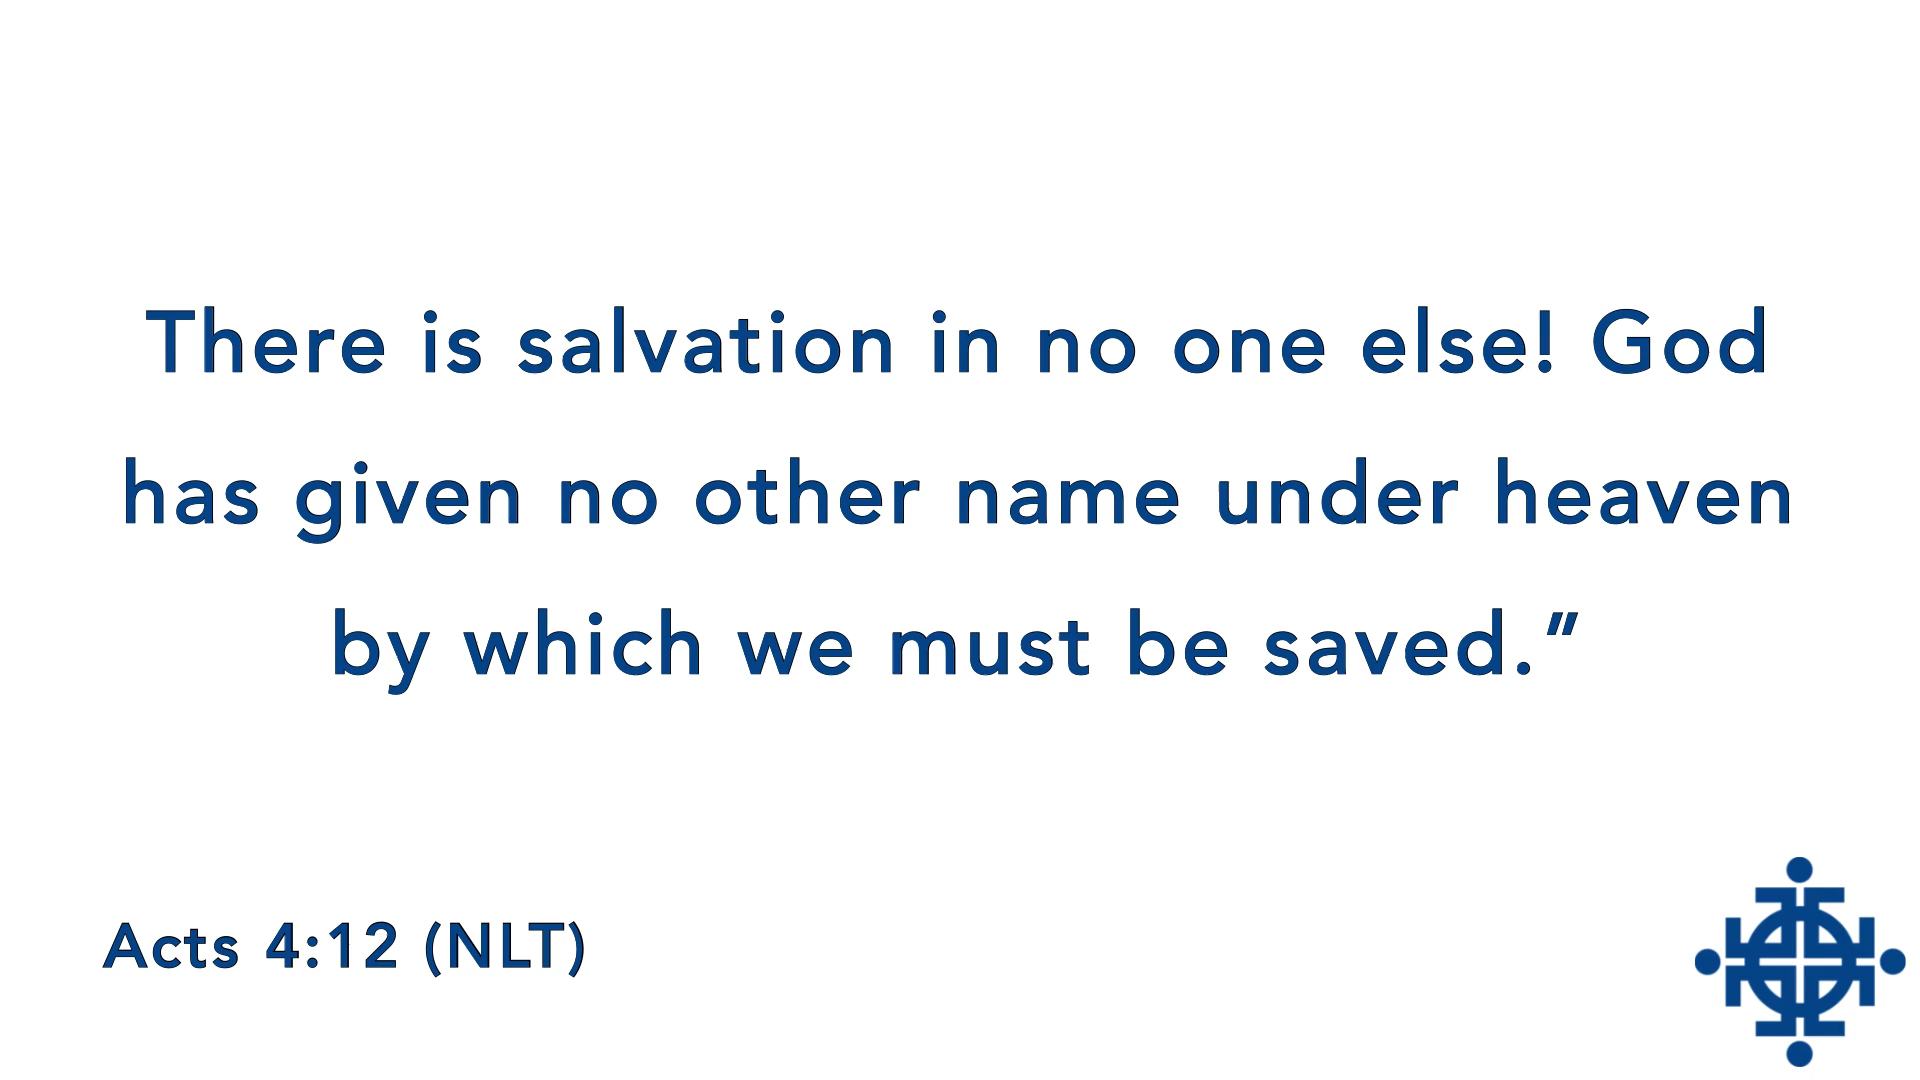 There is salvation in no one else! God
has given no other name under heaven
by which we must be saved.”
Acts 4:12 (NLT)